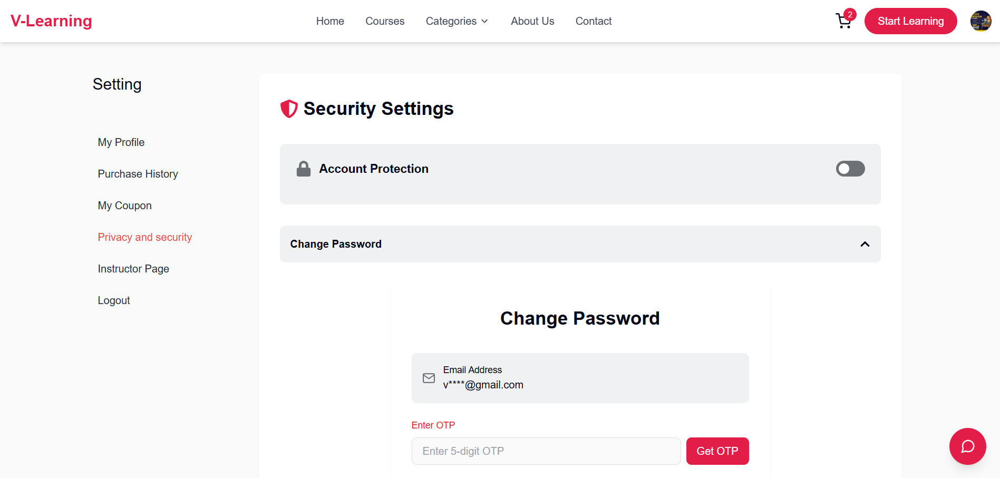 V-Learning
Home
Courses
Categories
About Us
Contact
2
Start Learning
Setting
My Profile
Purchase History
My Coupon
Privacy and security
Instructor Page
Logout
Security Settings
Account Protection
Change Password
Change Password
Email Address
v****@gmail.com
Enter OTP
Enter 5-digit OTP
Get OTP